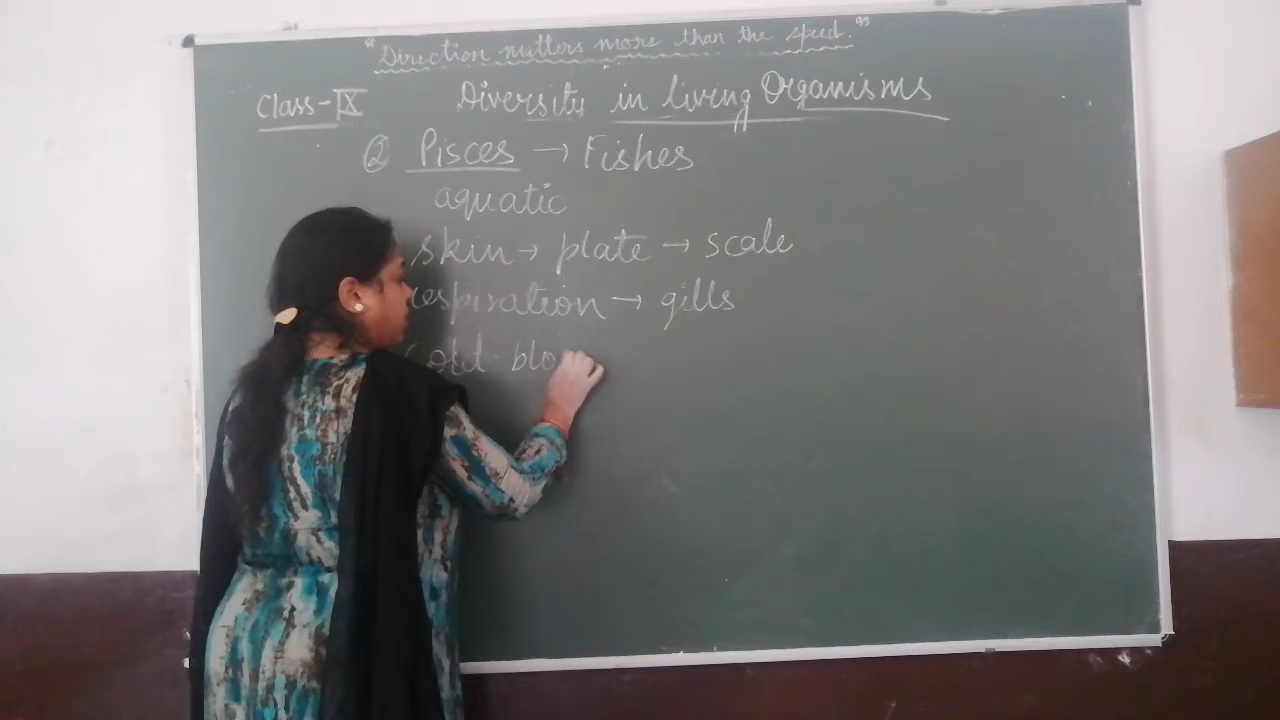 "Direction matters more than the speed."
Class-IX
Diversity in living Organisms
② Pisces → Fishes
aquatic
skin → plate → scale
respiration → gills
cold-blo